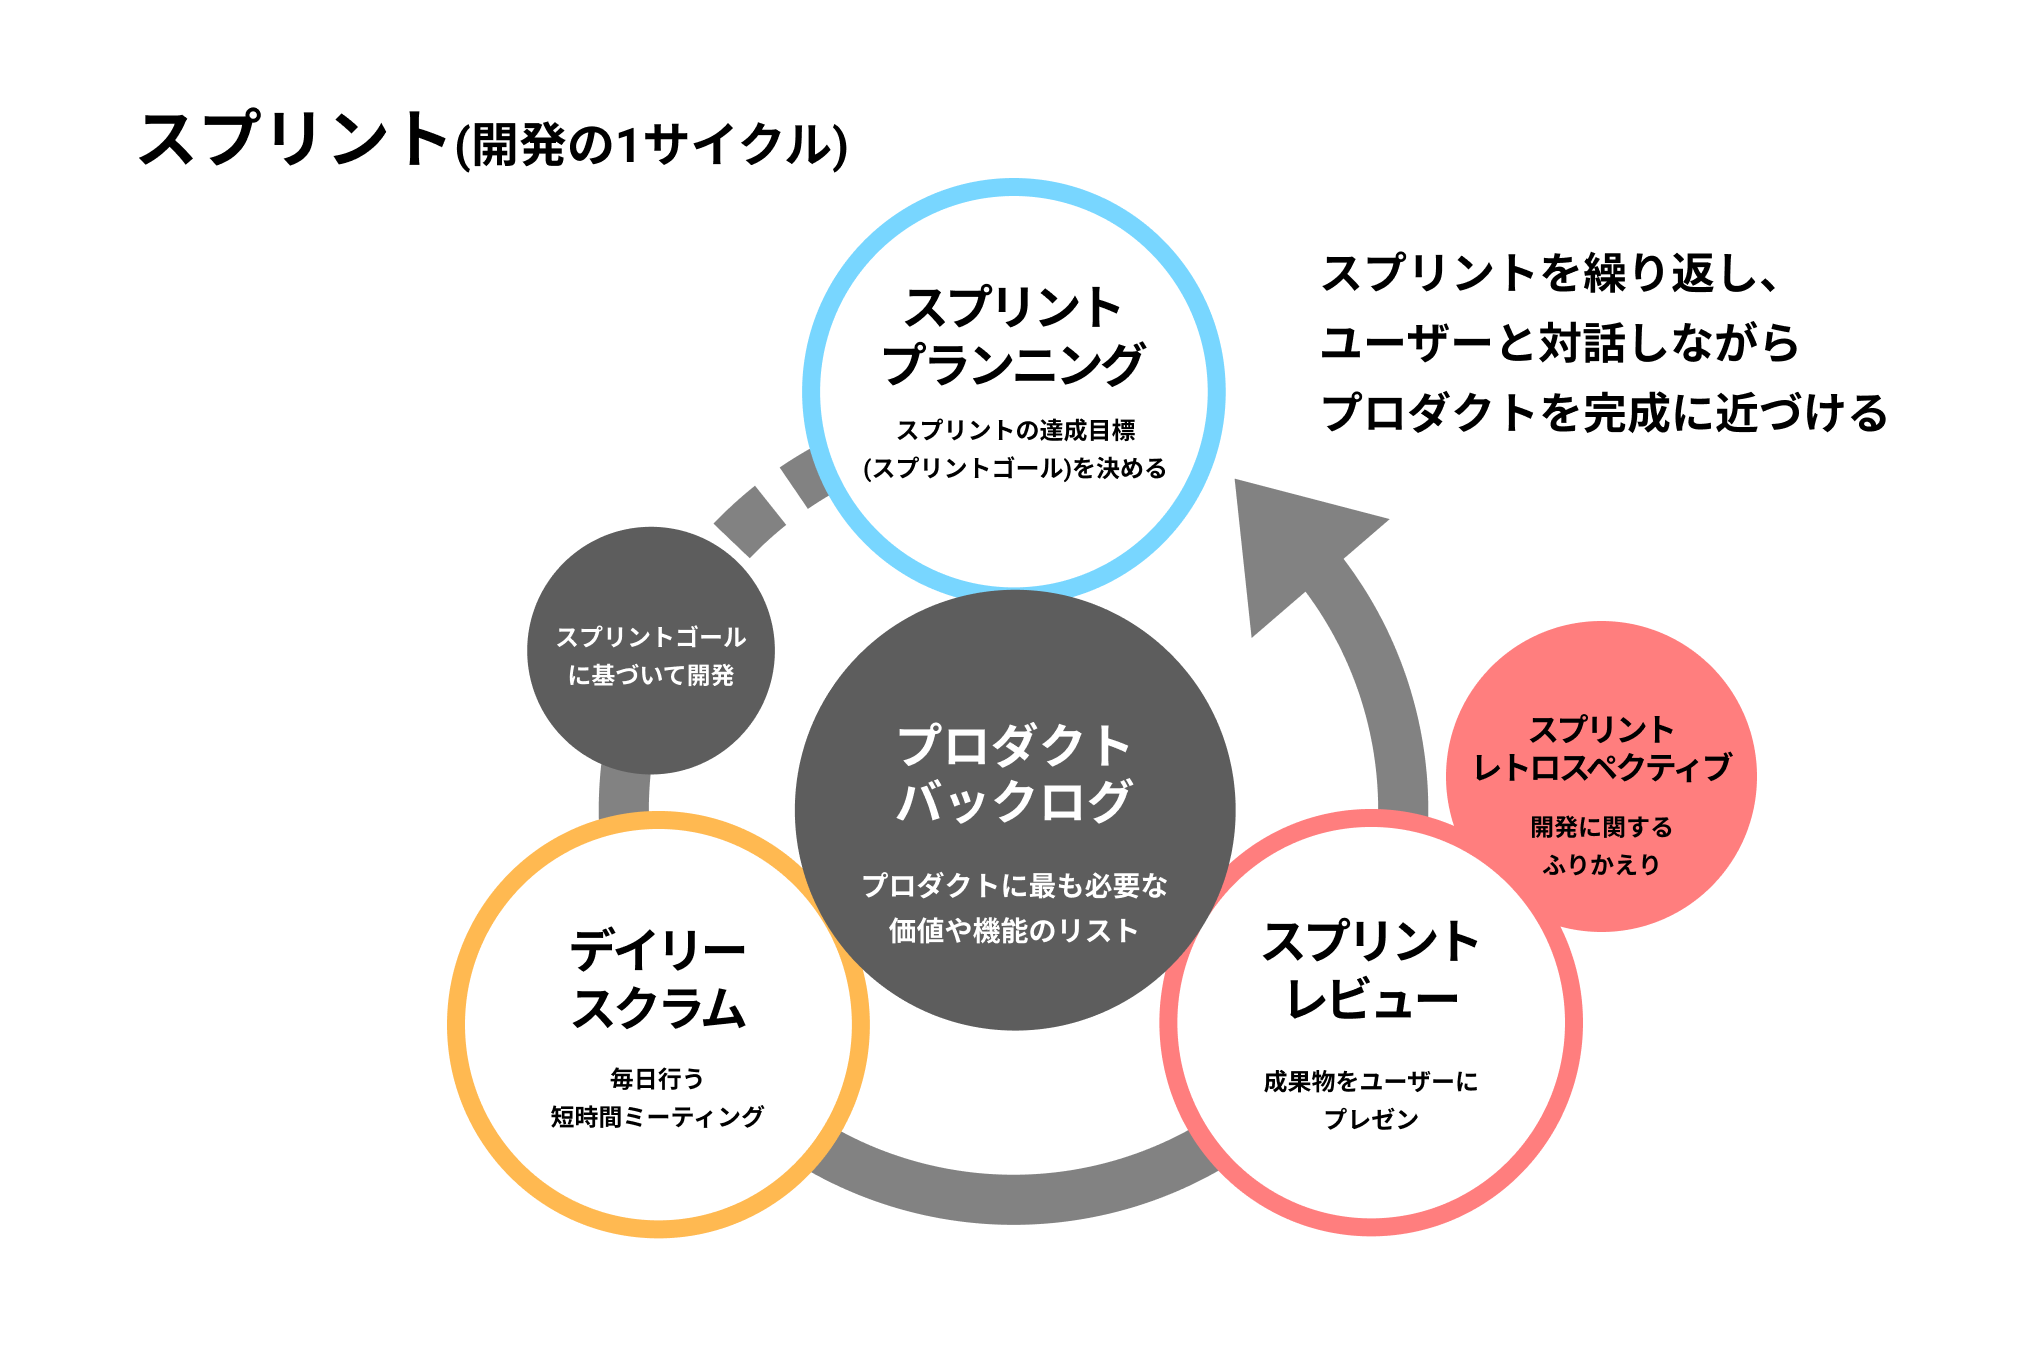 スプリント(開発の1サイクル)
スプリントを繰り返し、
ユーザーと対話しながら
プロダクトを完成に近づける
スプリント
プランニング
スプリントの達成目標
(スプリントゴール)を決める
スプリントゴール
に基づいて開発
プロダクト
バックログ
プロダクトに最も必要な
価値や機能のリスト
スプリント
レトロスペクティブ
開発に関する
ふりかえり
デイリー
スクラム
毎日行う
短時間ミーティング
スプリント
レビュー
成果物をユーザーに
プレゼン